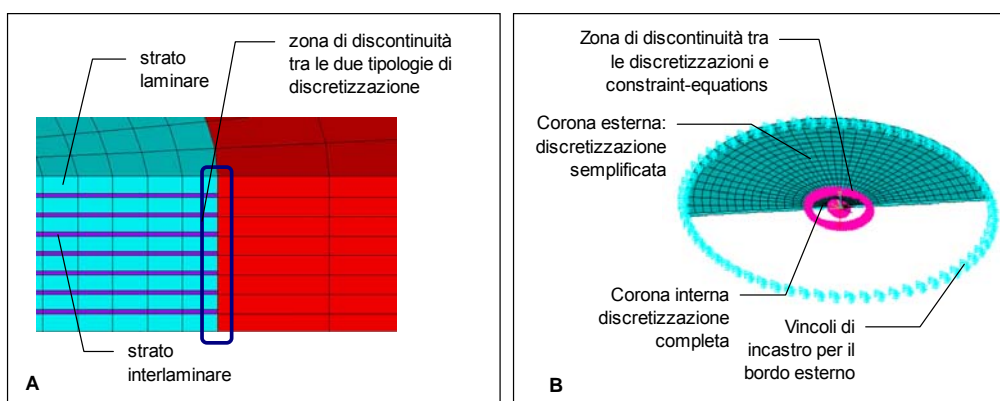 strato
laminare
zona di discontinuità
tra le due tipologie di
discretizzazione
strato
interlaminare
A
Zona di discontinuità tra
le discretizzazioni e
constraint-equations
Corona esterna:
discretizzazione
semplificata
Corona interna
discretizzazione
completa
Vincoli di
incastro per il
bordo esterno
B